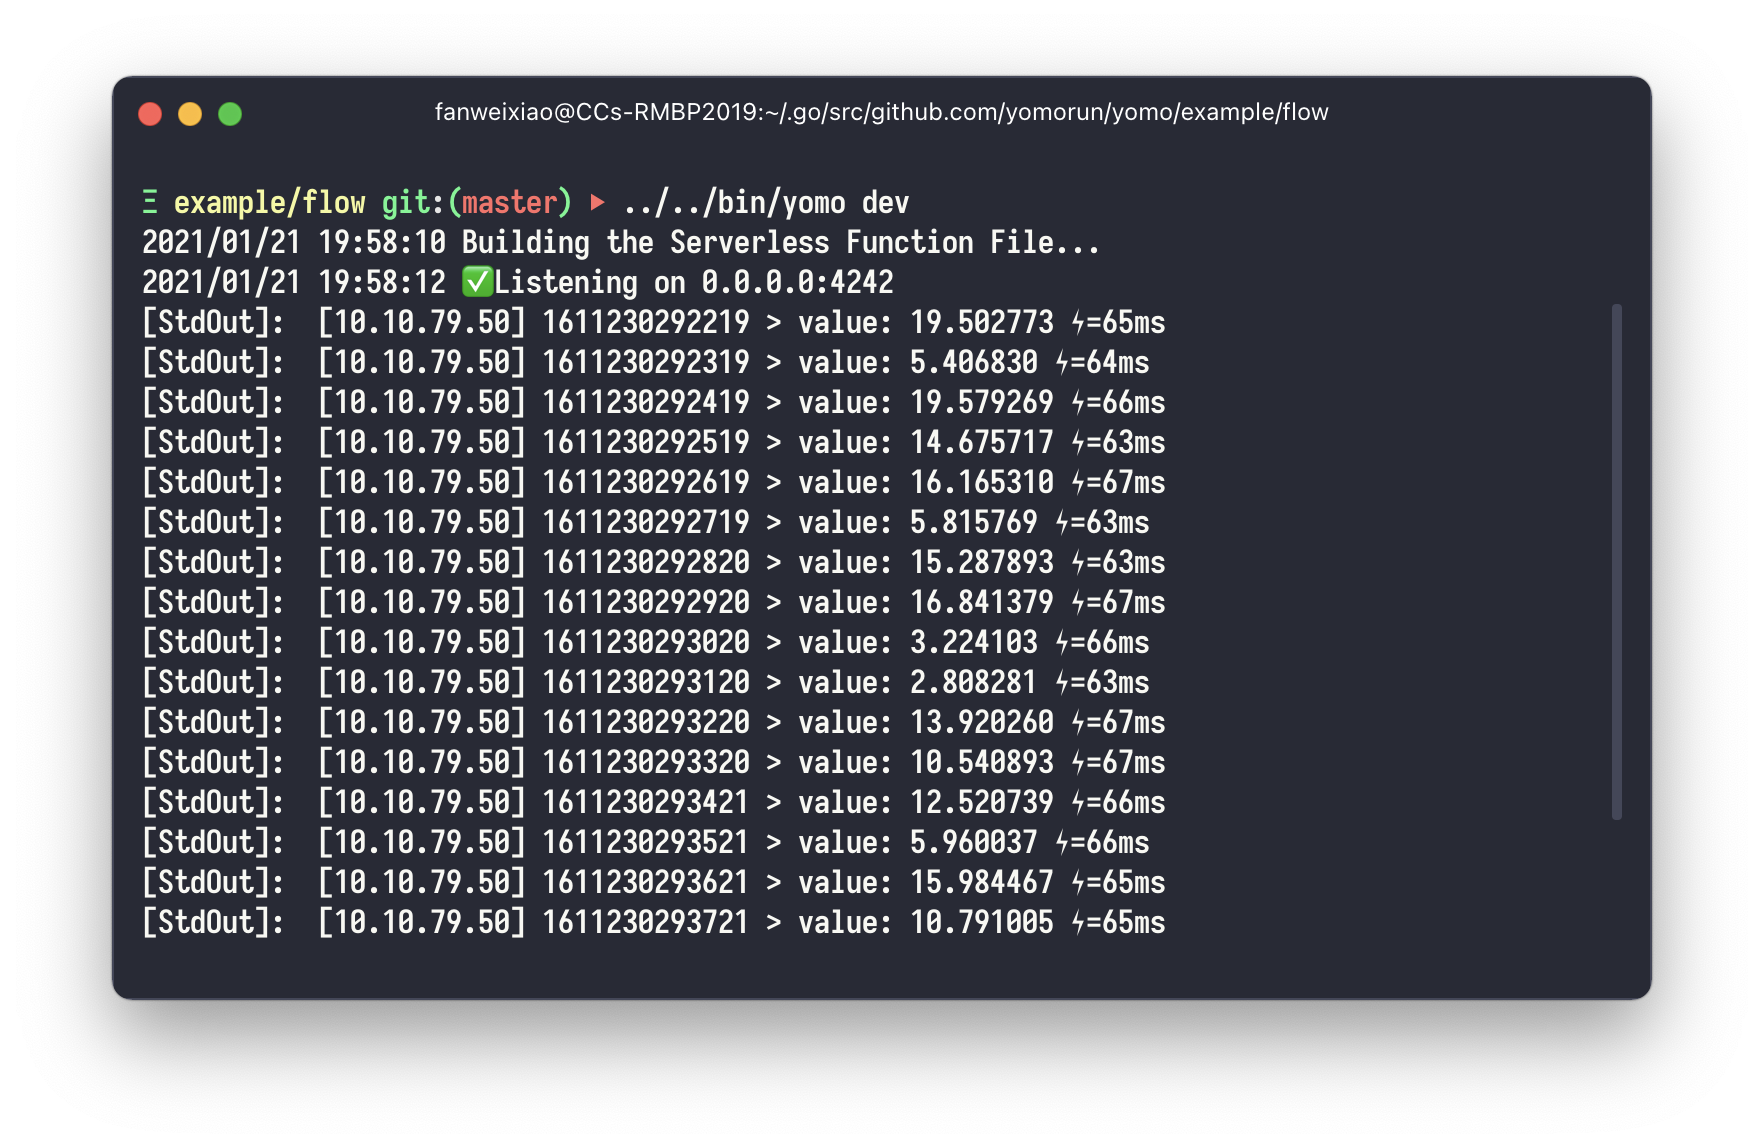 fanweixiao@CCs-RMBP2019:~/.go/src/github.com/yomorun/yomo/example/flow
Ξ example/flow git:(master) ▶ ../../bin/yomo dev
2021/01/21 19:58:10 Building the Serverless Function File...
2021/01/21 19:58:12 ✅Listening on 0.0.0.0:4242
[StdOut]:  [10.10.79.50] 1611230292219 > value: 19.502773 ⚡=65ms
[StdOut]:  [10.10.79.50] 1611230292319 > value: 5.406830 ⚡=64ms
[StdOut]:  [10.10.79.50] 1611230292419 > value: 19.579269 ⚡=66ms
[StdOut]:  [10.10.79.50] 1611230292519 > value: 14.675717 ⚡=63ms
[StdOut]:  [10.10.79.50] 1611230292619 > value: 16.165310 ⚡=67ms
[StdOut]:  [10.10.79.50] 1611230292719 > value: 5.815769 ⚡=63ms
[StdOut]:  [10.10.79.50] 1611230292820 > value: 15.287893 ⚡=63ms
[StdOut]:  [10.10.79.50] 1611230292920 > value: 16.841379 ⚡=67ms
[StdOut]:  [10.10.79.50] 1611230293020 > value: 3.224103 ⚡=66ms
[StdOut]:  [10.10.79.50] 1611230293120 > value: 2.808281 ⚡=63ms
[StdOut]:  [10.10.79.50] 1611230293220 > value: 13.920260 ⚡=67ms
[StdOut]:  [10.10.79.50] 1611230293320 > value: 10.540893 ⚡=67ms
[StdOut]:  [10.10.79.50] 1611230293421 > value: 12.520739 ⚡=66ms
[StdOut]:  [10.10.79.50] 1611230293521 > value: 5.960037 ⚡=66ms
[StdOut]:  [10.10.79.50] 1611230293621 > value: 15.984467 ⚡=65ms
[StdOut]:  [10.10.79.50] 1611230293721 > value: 10.791005 ⚡=65ms